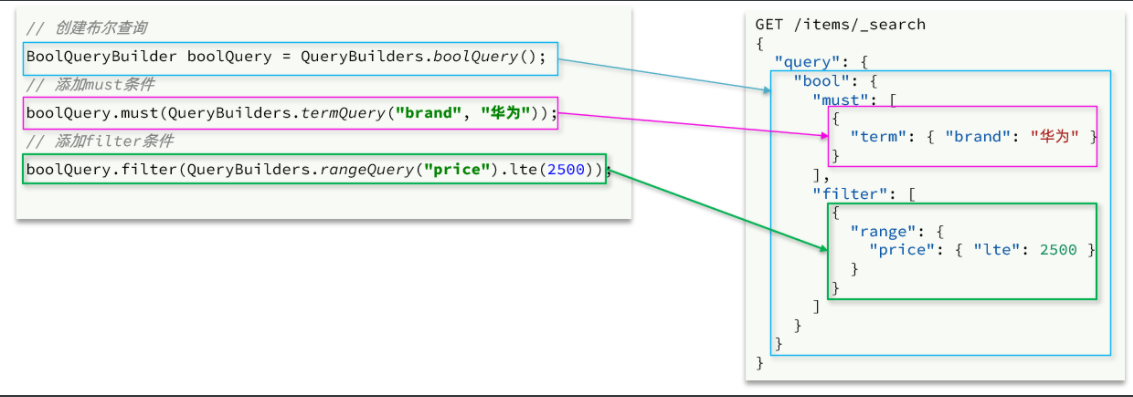 // 创建布尔查询
BoolQueryBuilder boolQuery = QueryBuilders.boolQuery();
// 添加must条件
boolQuery.must(QueryBuilders.termQuery("brand", "华为"));
// 添加filter条件
boolQuery.filter(QueryBuilders.rangeQuery("price").lte(2500));
GET /items/_search
{
  "query": {
    "bool": {
      "must": [
        {
          "term": { "brand": "华为" }
        }
      ],
      "filter": [
        {
          "range": {
            "price": { "lte": 2500 }
          }
        }
      ]
    }
  }
}